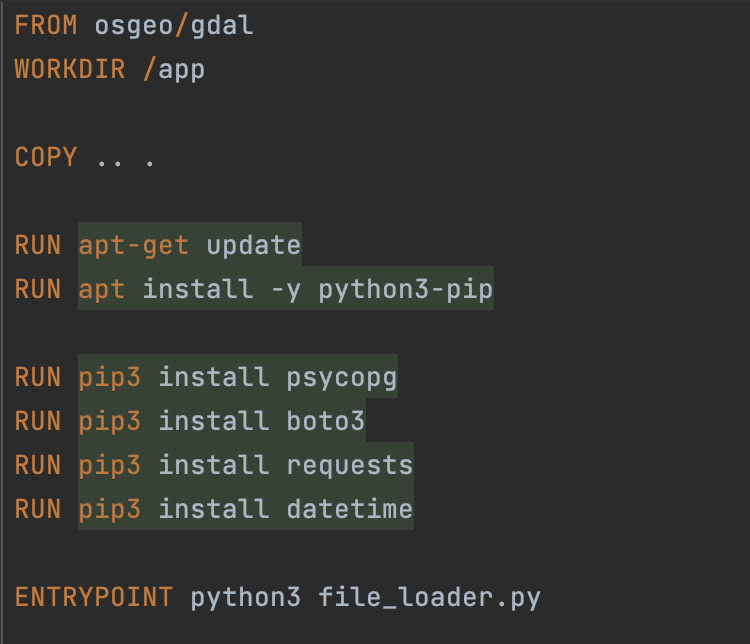 FROM osgeo/gdal
WORKDIR /app
COPY .. .
RUN apt-get update
RUN apt install -y python3-pip
RUN pip3 install psycopg
RUN pip3 install boto3
RUN pip3 install requests
RUN pip3 install datetime
ENTRYPOINT python3 file_loader.py